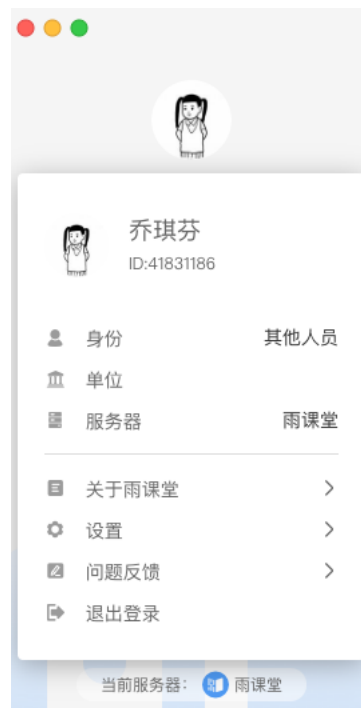 乔琪芬
ID:41831186
身份 其他人员
单位
服务器 雨课堂
关于雨课堂
设置
问题反馈
退出登录
当前服务器： 雨课堂